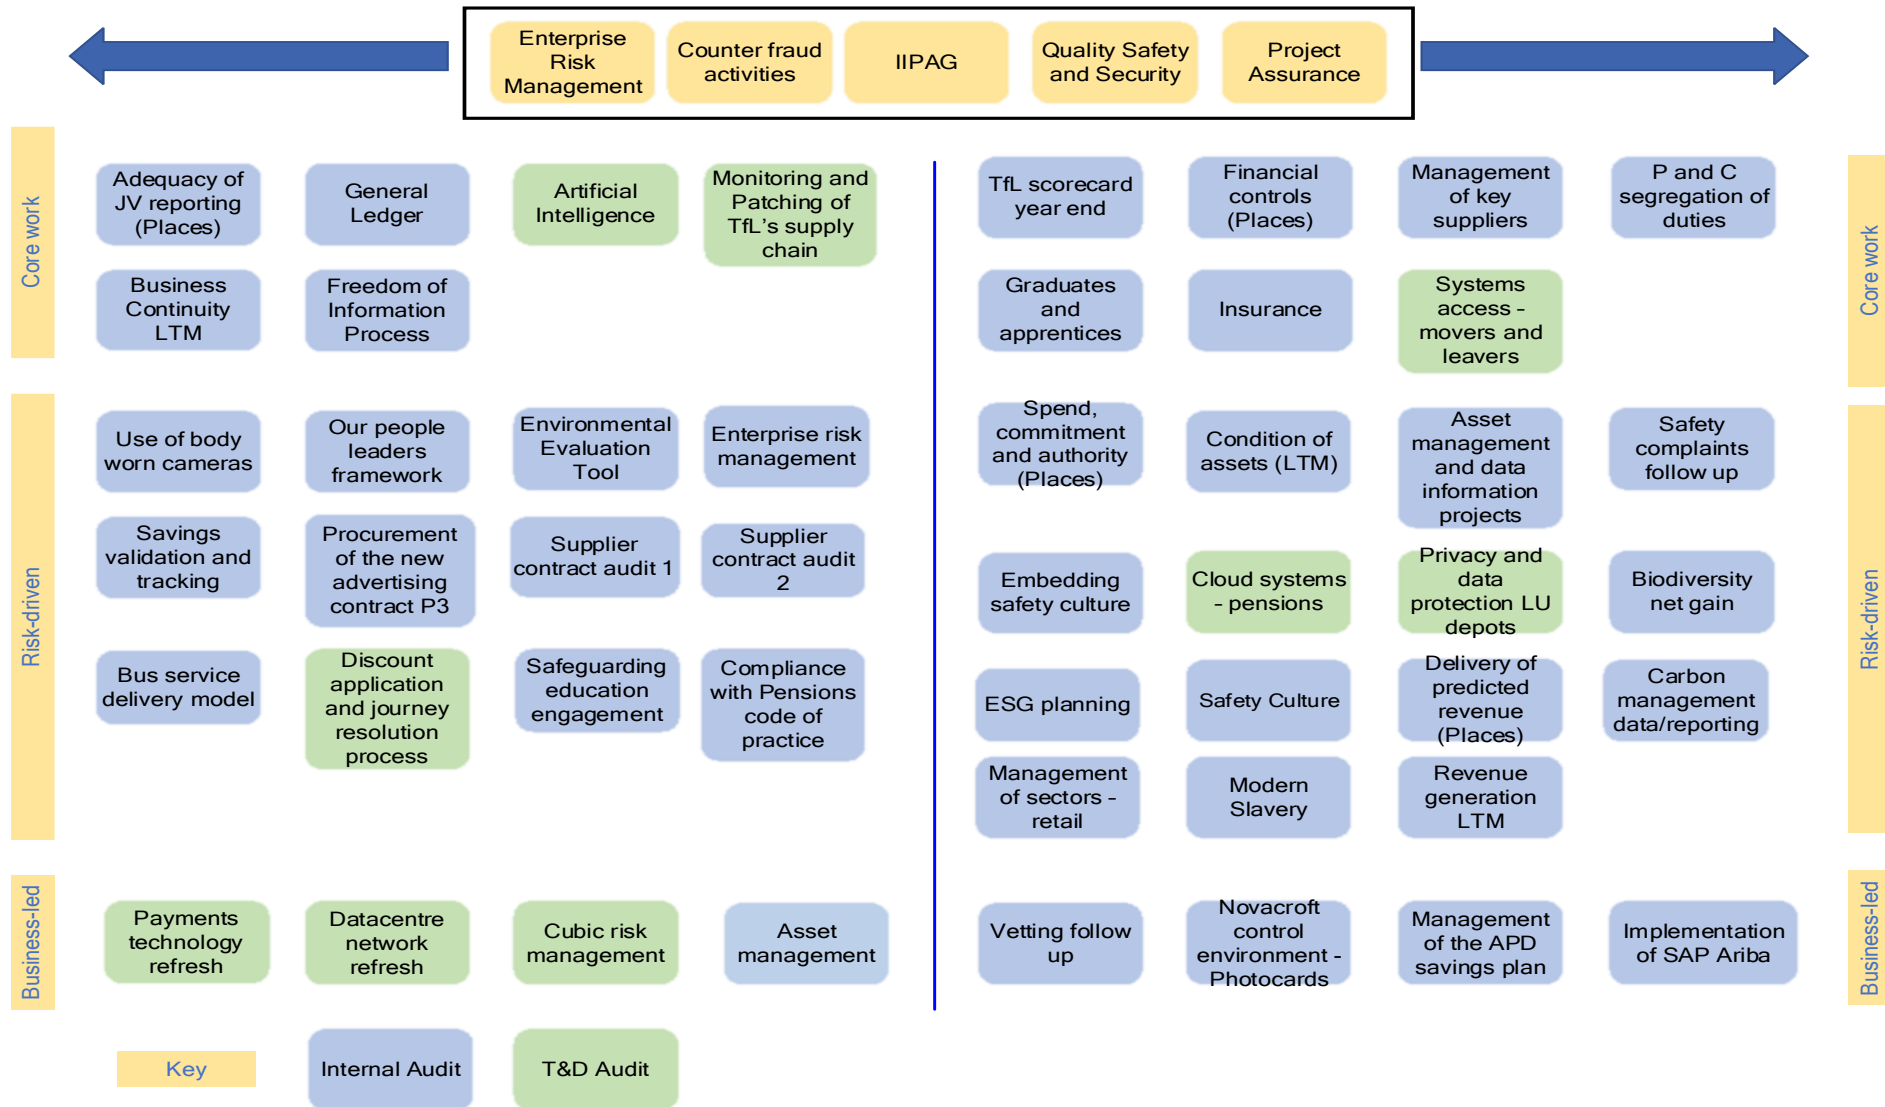 Enterprise
Risk
Management
Counter fraud
activities
IIPAG
Quality Safety
and Security
Project
Assurance
Core work
Adequacy of
JV reporting
(Places)
General
Ledger
Artificial
Intelligence
Monitoring and
Patching of
TfL's supply
chain
Business
Continuity
LTM
Freedom of
Information
Process
TfL scorecard
year end
Financial
controls
(Places)
Management
of key
suppliers
P and C
segregation of
duties
Graduates
and
apprentices
Insurance
Systems
access –
movers and
leavers
Core work
Risk-driven
Use of body
worn cameras
Our people
leaders
framework
Environmental
Evaluation
Tool
Enterprise risk
management
Savings
validation and
tracking
Procurement
of the new
advertising
contract P3
Supplier
contract audit 1
Supplier
contract audit
2
Bus service
delivery model
Discount
application
and journey
resolution
process
Safeguarding
education
engagement
Compliance
with Pensions
code of
practice
Spend,
commitment
and authority
(Places)
Condition of
assets (LTM)
Asset
management
and data
information
projects
Safety
complaints
follow up
Embedding
safety culture
Cloud systems
– pensions
Privacy and
data
protection LU
depots
Biodiversity
net gain
ESG planning
Safety Culture
Delivery of
predicted
revenue
(Places)
Carbon
management
data/reporting
Management
of sectors –
retail
Modern
Slavery
Revenue
generation
LTM
Risk-driven
Business-led
Payments
technology
refresh
Datacentre
network
refresh
Cubic risk
management
Asset
management
Vetting follow
up
Novacroft
control
environment -
Photocards
Management
of the APD
savings plan
Implementation
of SAP Ariba
Business-led
Key
Internal Audit
T&D Audit